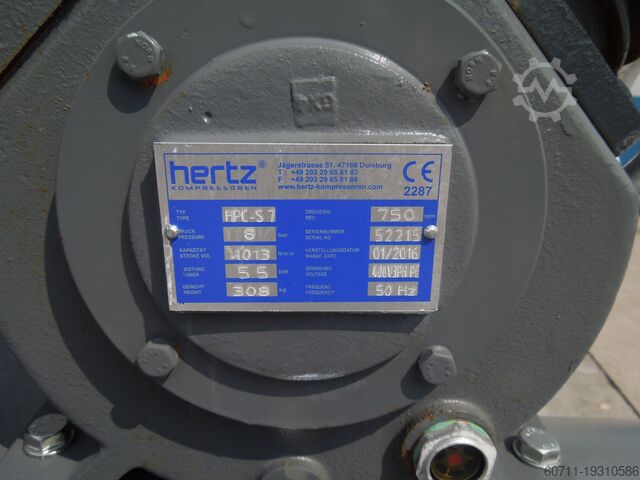 hertz®
KOMPRESSOREN
Jägerstrasse 51, 47166 Duisburg
T : +49 203 29 65 81 83
F : +49 203 29 65 81 84
www.hertz-kompressoren.com
CE
2287
TYP
TYPE
HPC-S 7
DREHZAHL
REV.
750 rpm
DRUCK
PRESSURE
8 bar
SERIENNUMMER
SERIAL NO
52215
KAPAZITÄT
STROKE VOL.
1013 lt/min
HERSTELLUNGSDATUM
MANUF. DATE
01/2016
LEISTUNG
POWER
5.5 kW
SPANNUNG
VOLTAGE
GEWICHT
WEIGHT
308 kg
FREQUENZ
FREQUENCY
50 Hz
60711-19310586